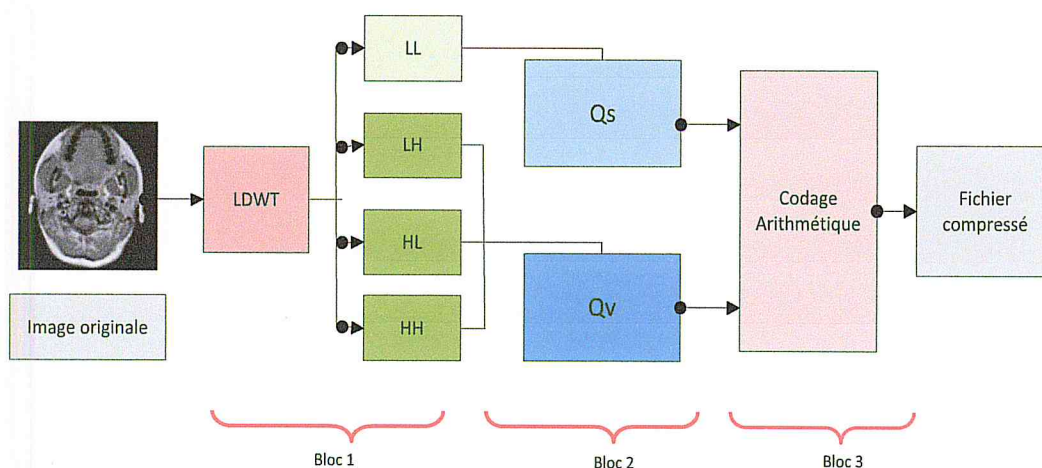 Image originale
LDWT
LL
LH
HL
HH
Qs
Qv
Codage
Arithmétique
Fichier
compressé
Bloc 1
Bloc 2
Bloc 3